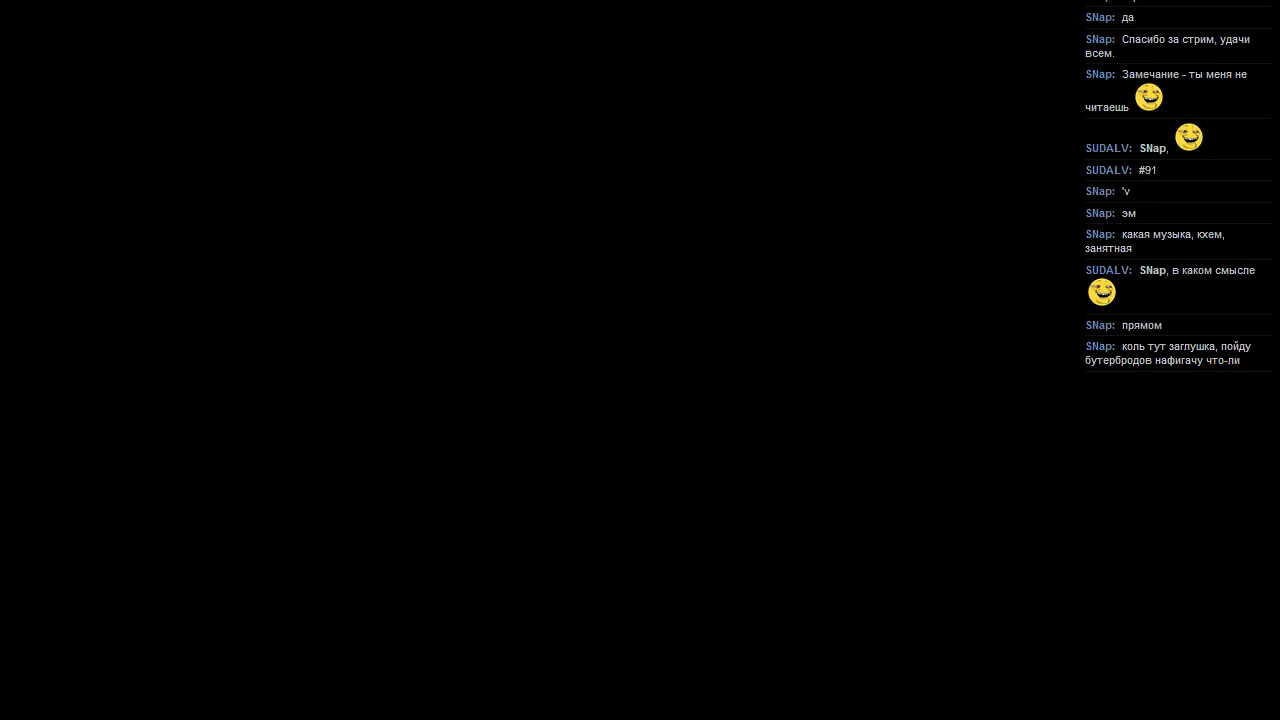 SNap: да
SNap: Спасибо за стрим, удачи
всем.
SNap: Замечание - ты меня не
читаешь
SUDALV: SNap,
SUDALV: #91
SNap: 'v
SNap: эм
SNap: какая музыка, кхем,
занятная
SUDALV: SNap, в каком смысле
SNap: прямом
SNap: коль тут заглушка, пойду
бутербродов нафигачу что-ли